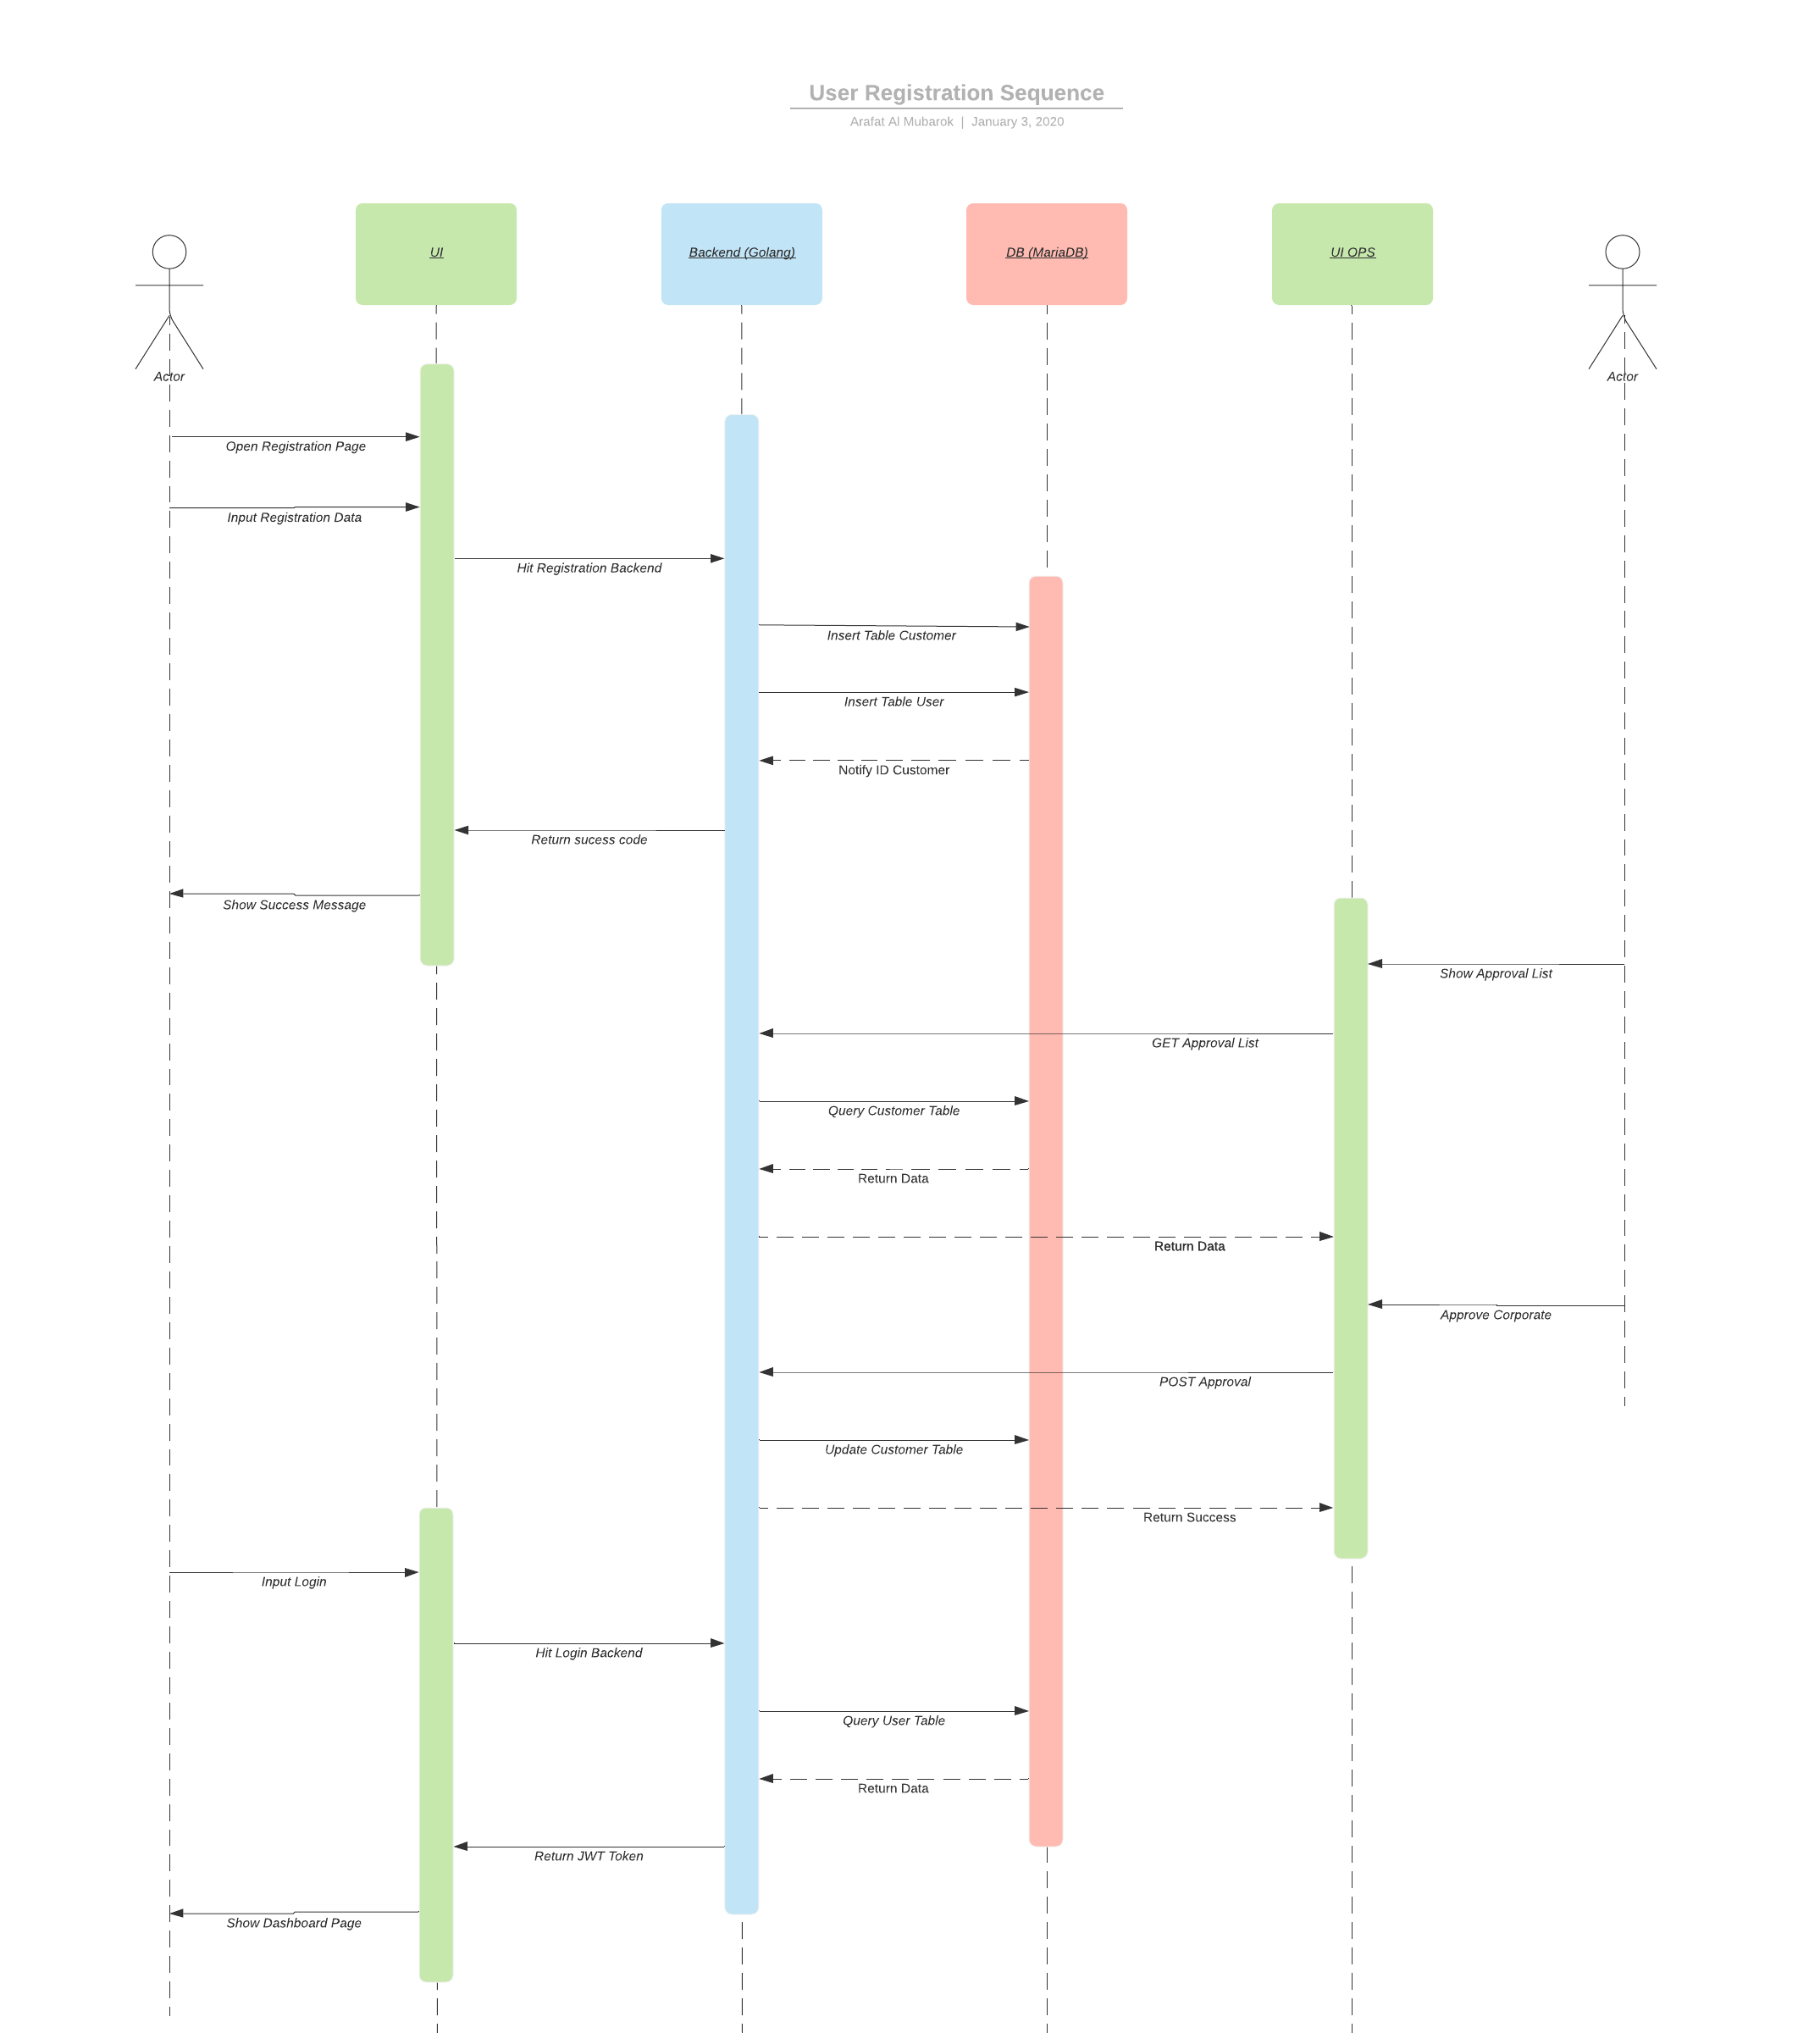 User Registration Sequence
Arafat Al Mubarok | January 3, 2020
UI
Backend (Golang)
DB (MariaDB)
UI OPS
Actor
Actor
Open Registration Page
Input Registration Data
Hit Registration Backend
Insert Table Customer
Insert Table User
Notify ID Customer
Return sucess code
Show Success Message
Show Approval List
GET Approval List
Query Customer Table
Return Data
Return Data
Approve Corporate
POST Approval
Update Customer Table
Return Success
Input Login
Hit Login Backend
Query User Table
Return Data
Return JWT Token
Show Dashboard Page